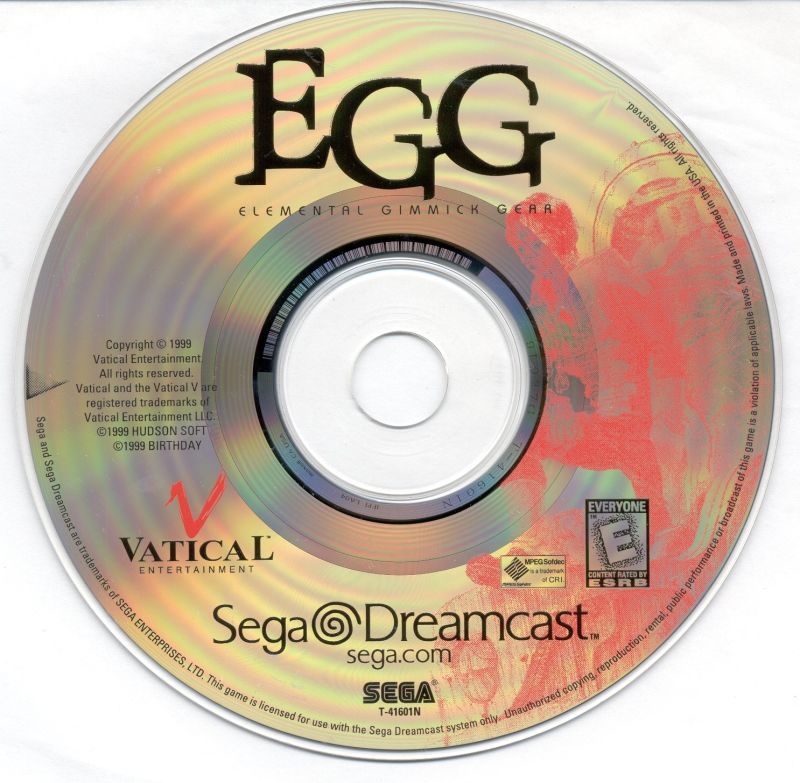 EGG
ELEMENTAL GIMMICK GEAR
Copyright © 1999
Vatical Entertainment.
All rights reserved.
Vatical and the Vatical V are
registered trademarks of
Vatical Entertainment LLC.
©1999 HUDSON SOFT
©1999 BIRTHDAY
V
VATICAL™
ENTERTAINMENT
T-41601N
IFPI
MPEG Sofdec
is a trademark
of CRI.
EVERYONE
E
CONTENT RATED BY
ESRB
Sega Dreamcast™
sega.com
SEGA®
T-41601N
Sega and Sega Dreamcast are trademarks of SEGA ENTERPRISES, LTD. This game is licensed for use with the Sega Dreamcast system only. Unauthorized copying, reproduction, rental, public performance or broadcast of this game is a violation of applicable laws. Made and printed in the USA. All rights reserved.